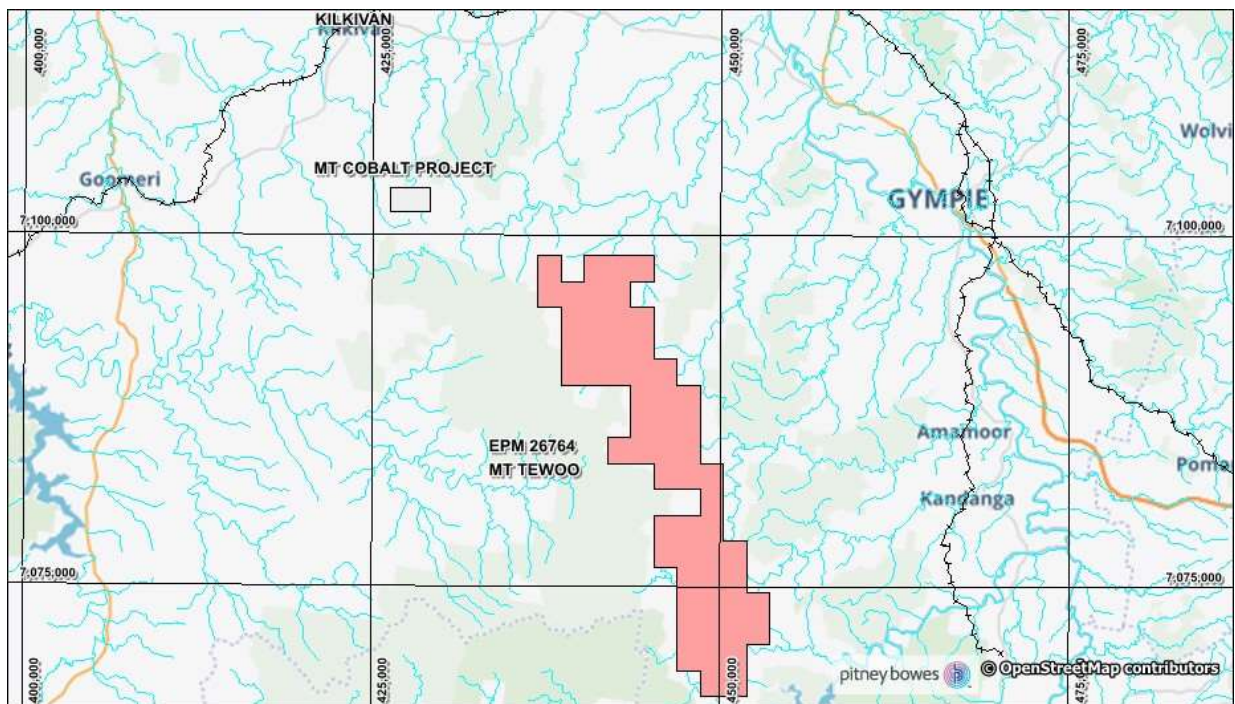 KILKIVAN
Kilkiva
400,000
425,000
450,000
475,000
Wolvi
MT COBALT PROJECT
Goomeri
GYMPIE
7,100,000
7,100,000
Amamoor
EPM 26764
MT TEWOO
Pomo
Kandanga
7,075,000
7,075,000
400,000
425,000
450,000
475,000
pitney bowes
© OpenStreetMap contributors